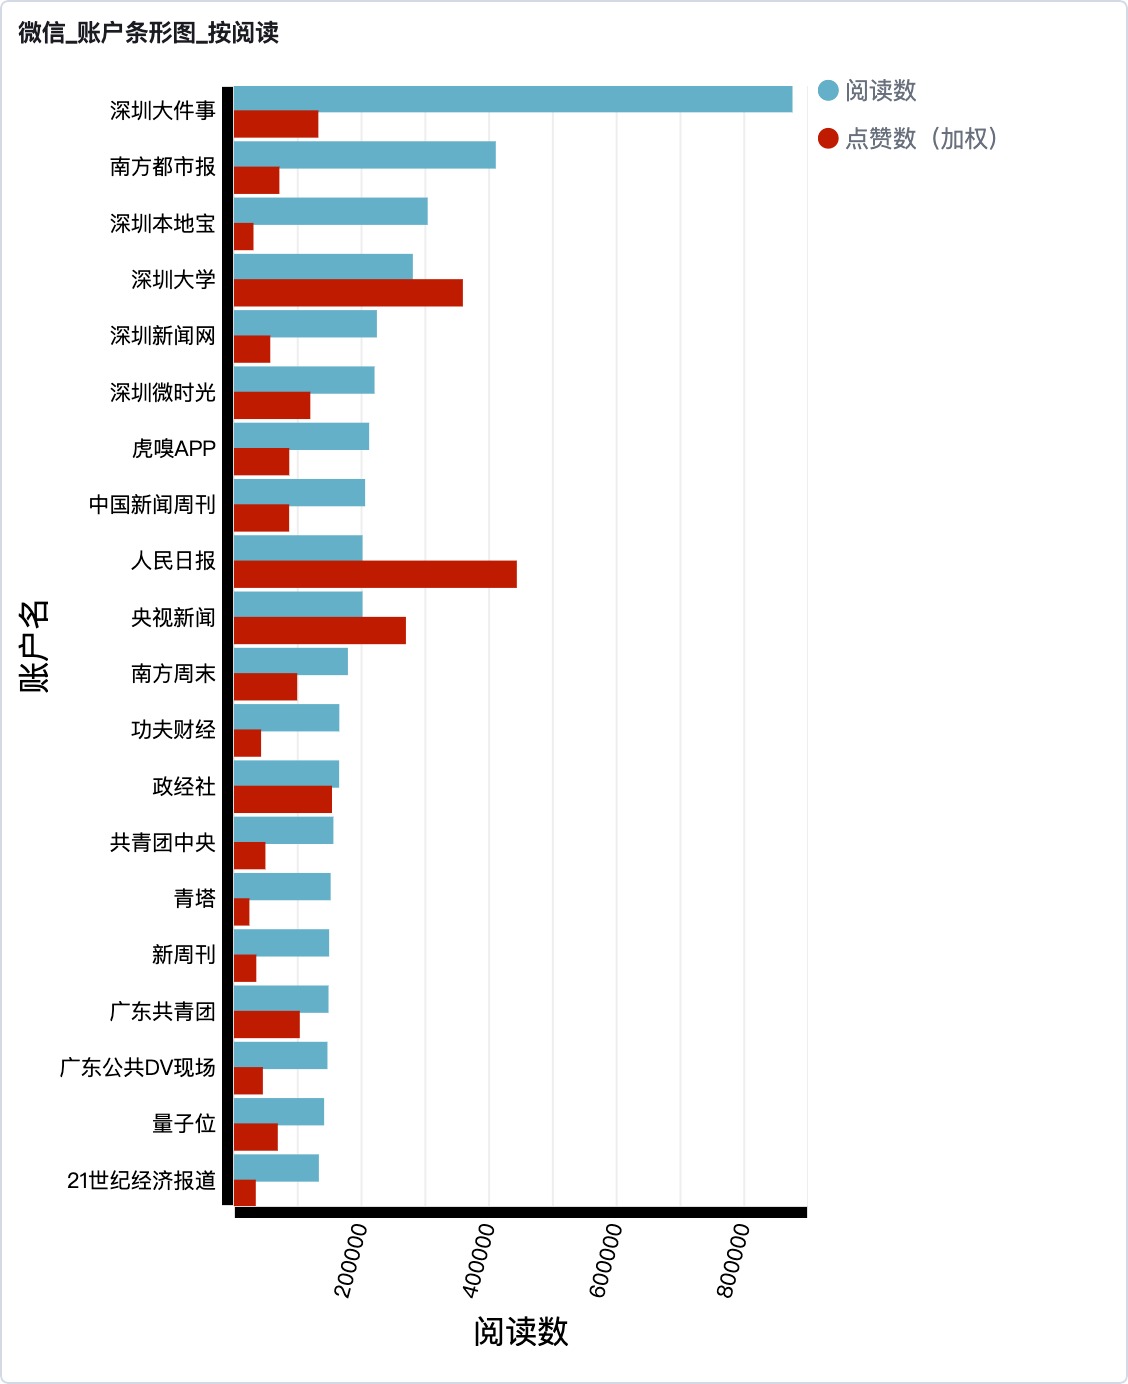 微信_账户条形图_按阅读
阅读数
点赞数（加权）
深圳大件事
南方都市报
深圳本地宝
深圳大学
深圳新闻网
深圳微时光
虎嗅APP
中国新闻周刊
人民日报
央视新闻
南方周末
功夫财经
政经社
共青团中央
青塔
新周刊
广东共青团
广东公共DV现场
量子位
21世纪经济报道
账户名
200000
400000
600000
800000
阅读数